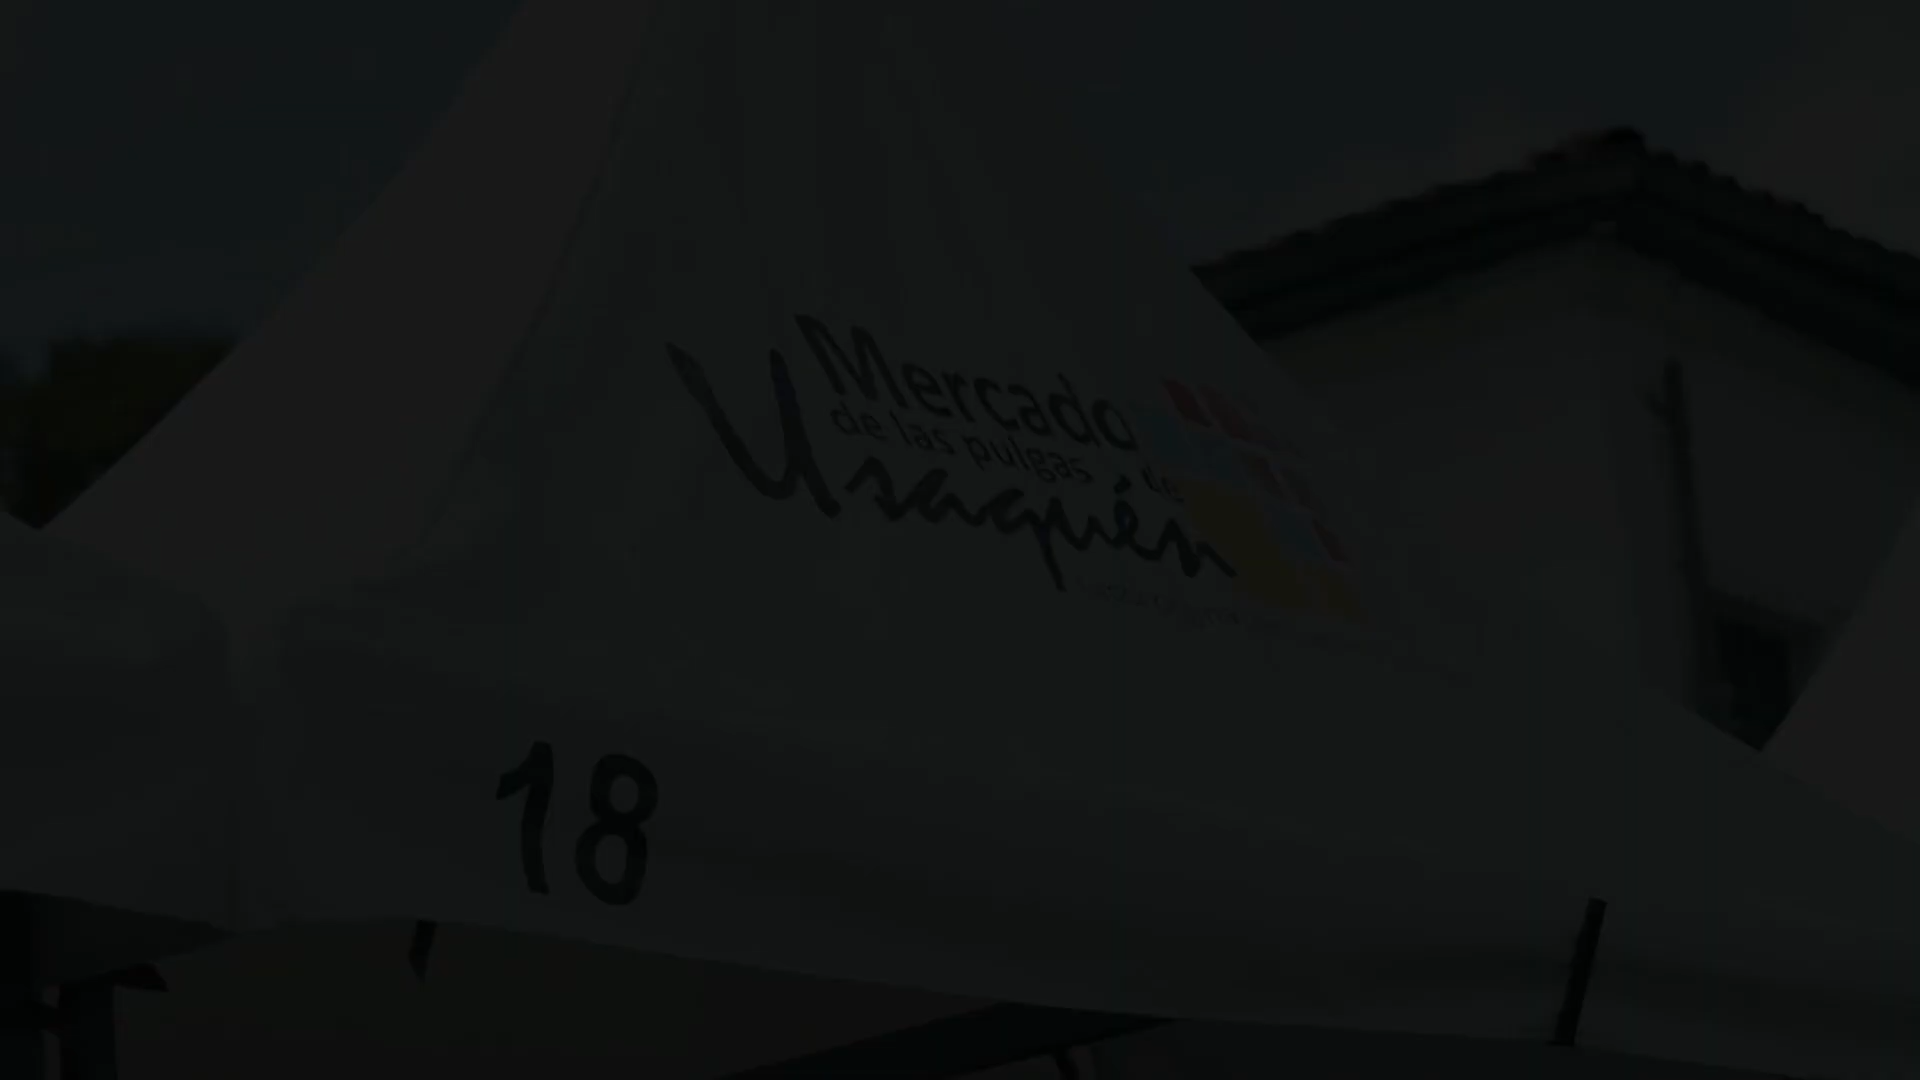 Mercado
de las pulgas de
Usaquén
18